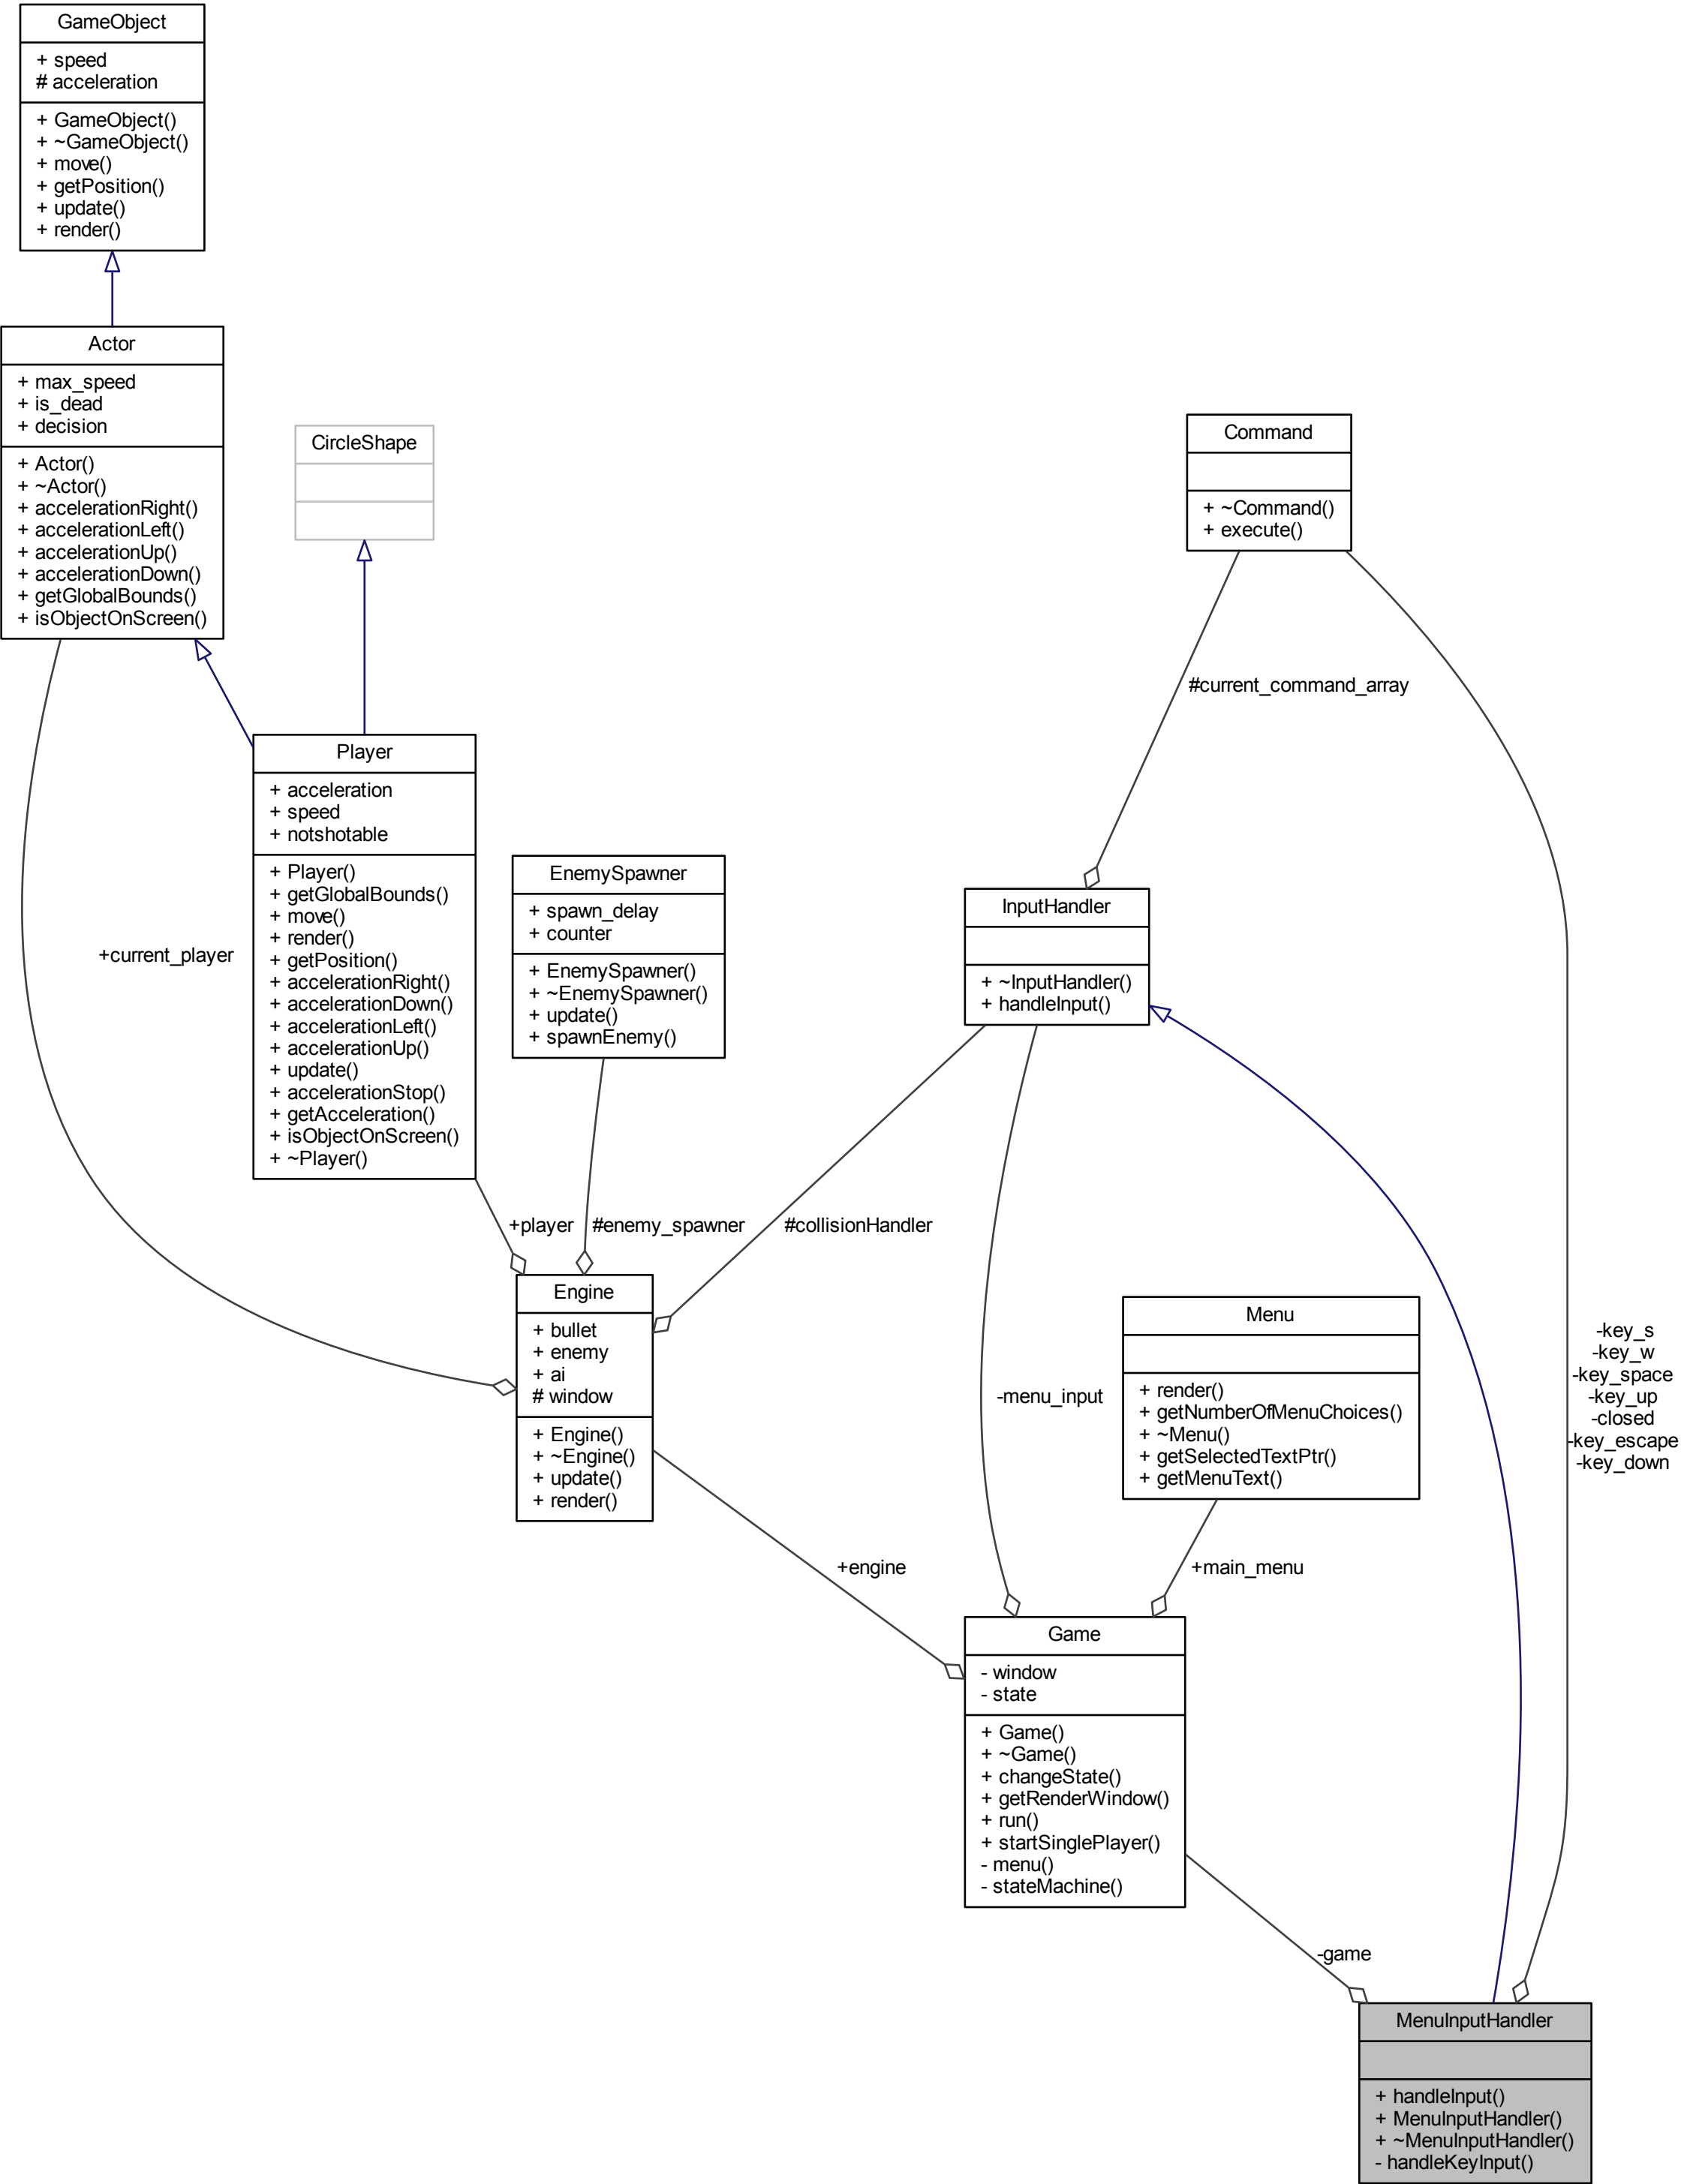 GameObject
+ speed
# acceleration
+ GameObject()
+ ~GameObject()
+ move()
+ getPosition()
+ update()
+ render()
Actor
+ max_speed
+ is_dead
+ decision
+ Actor()
+ ~Actor()
+ accelerationRight()
+ accelerationLeft()
+ accelerationUp()
+ accelerationDown()
+ getGlobalBounds()
+ isObjectOnScreen()
CircleShape
Command
+ ~Command()
+ execute()
#current_command_array
Player
+ acceleration
+ speed
+ notshotable
+ Player()
+ getGlobalBounds()
+ move()
+ render()
+ getPosition()
+ accelerationRight()
+ accelerationDown()
+ accelerationLeft()
+ accelerationUp()
+ update()
+ accelerationStop()
+ getAcceleration()
+ isObjectOnScreen()
+ ~Player()
EnemySpawner
+ spawn_delay
+ counter
+ EnemySpawner()
+ ~EnemySpawner()
+ update()
+ spawnEnemy()
InputHandler
+ ~InputHandler()
+ handleInput()
+current_player
+player
#enemy_spawner
#collisionHandler
Engine
+ bullet
+ enemy
+ ai
# window
+ Engine()
+ ~Engine()
+ update()
+ render()
-menu_input
Menu
+ render()
+ getNumberOfMenuChoices()
+ ~Menu()
+ getSelectedTextPtr()
+ getMenuText()
-key_s
-key_w
-key_space
-key_up
-closed
-key_escape
-key_down
+engine
+main_menu
Game
- window
- state
+ Game()
+ ~Game()
+ changeState()
+ getRenderWindow()
+ run()
+ startSinglePlayer()
- menu()
- stateMachine()
-game
MenuInputHandler
+ handleInput()
+ MenuInputHandler()
+ ~MenuInputHandler()
- handleKeyInput()